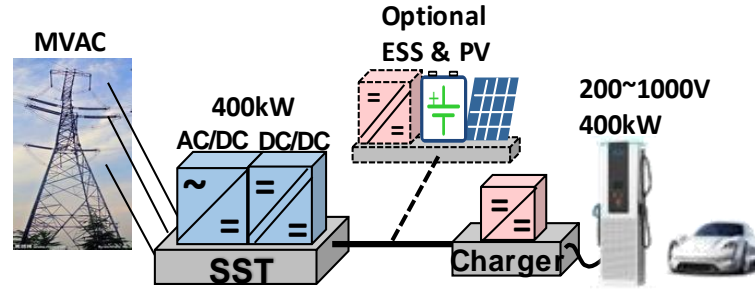 MVAC
400kW
AC/DC DC/DC
SST
Optional
ESS & PV
Charger
200~1000V
400kW